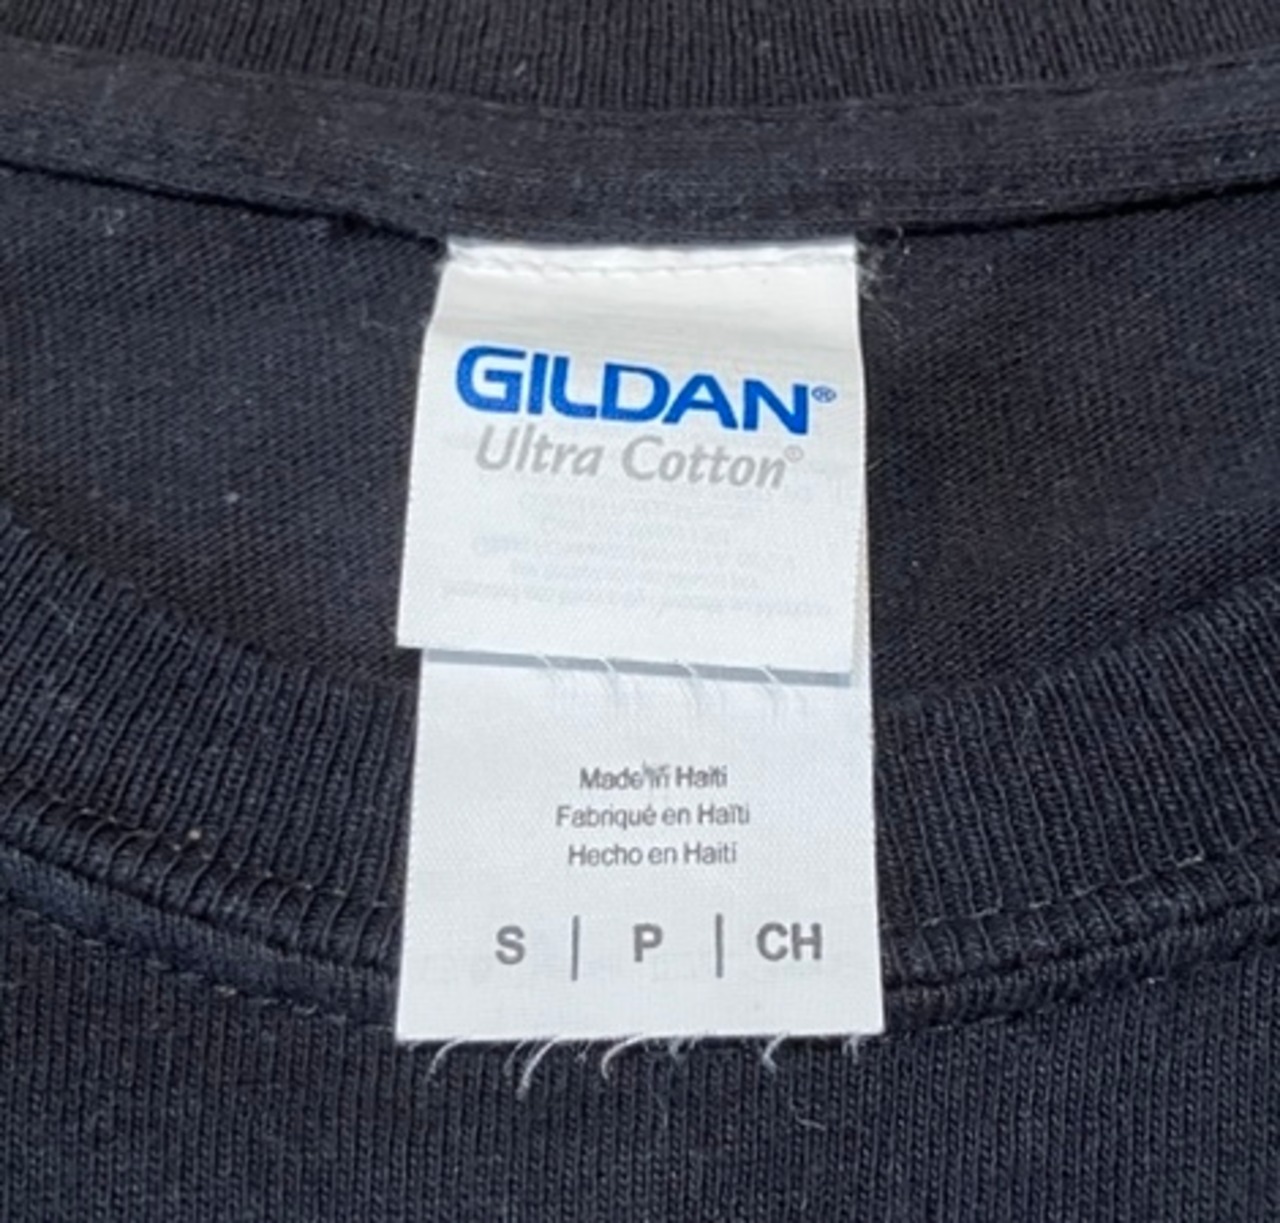 GILDAN®
Ultra Cotton®
Made in Haiti
Fabriqué en Haïti
Hecho en Haití
S | P | CH